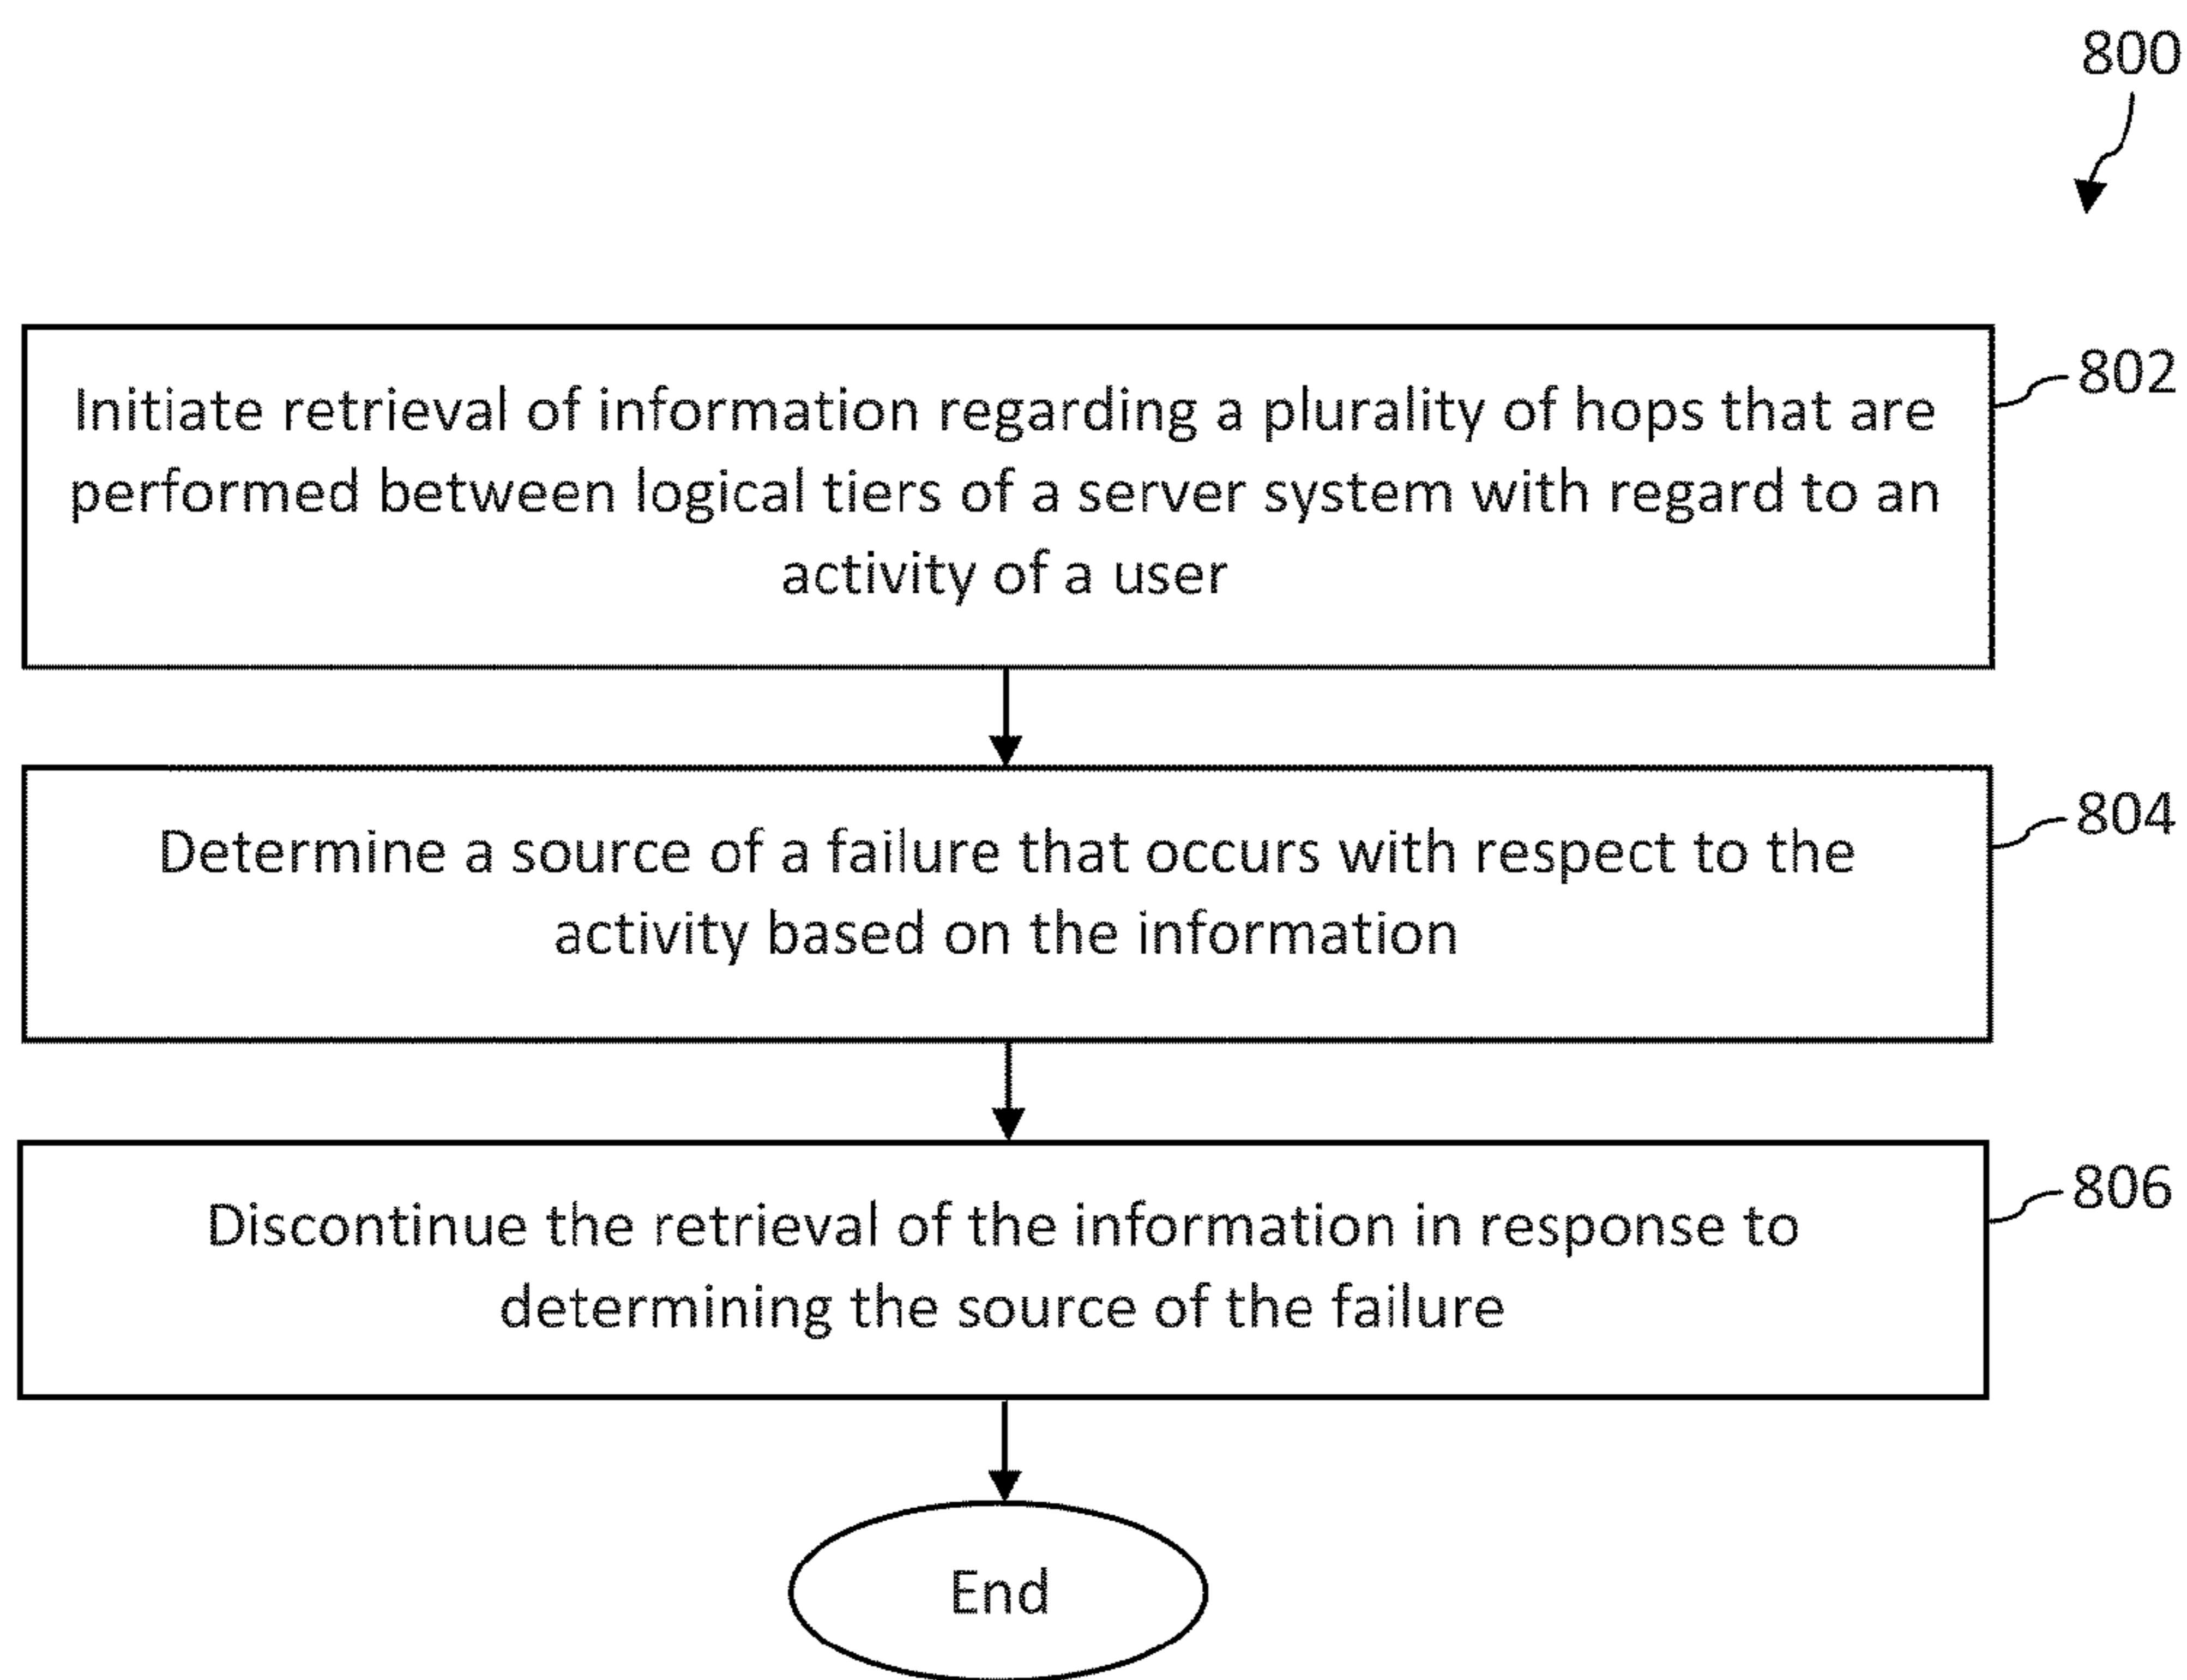 800
Initiate retrieval of information regarding a plurality of hops that are
performed between logical tiers of a server system with regard to an
activity of a user
802
Determine a source of a failure that occurs with respect to the
activity based on the information
804
Discontinue the retrieval of the information in response to
determining the source of the failure
806
End